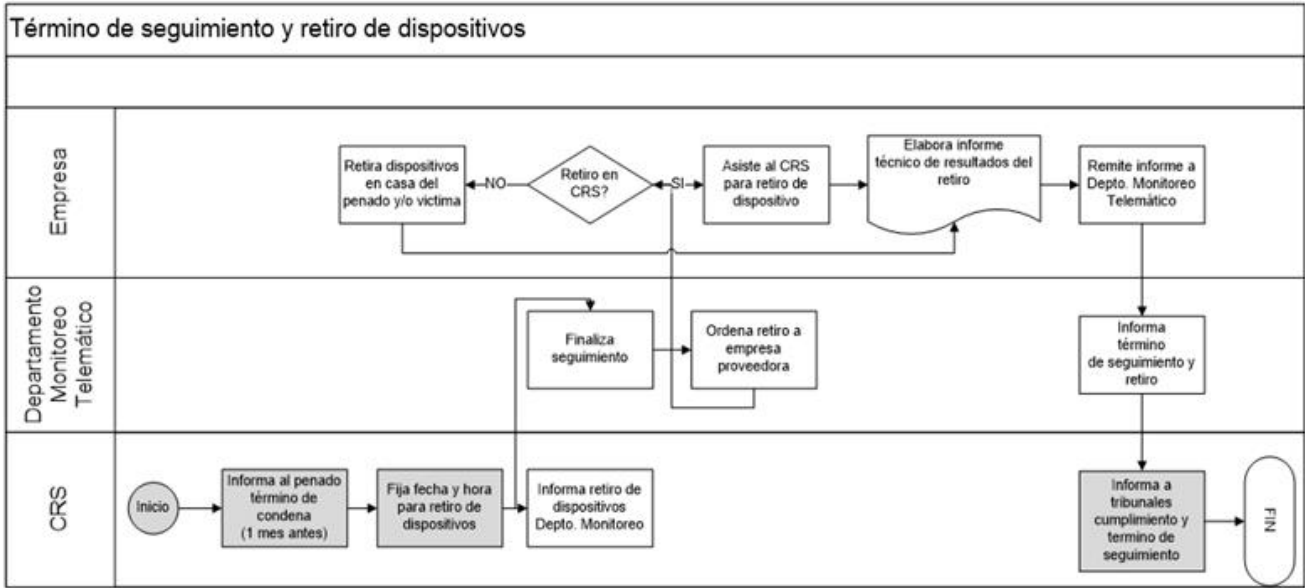 Término de seguimiento y retiro de dispositivos
Empresa
Retira dispositivos
en casa del
penado y/o victima
NO
Retiro en
CRS?
SI
Asiste al CRS
para retiro de
dispositivo
Elabora informe
técnico de resultados del
retiro
Remite informe a
Depto. Monitoreo
Telemático
Departamento
Monitoreo
Telemático
Finaliza
seguimiento
Ordena retiro a
empresa
proveedora
Informa
término
de seguimiento y
retiro
CRS
Inicio
Informa al penado
término de
condena
(1 mes antes)
Fija fecha y hora
para retiro de
dispositivos
Informa retiro de
dispositivos
Depto. Monitoreo
Informa a
tribunales
cumplimiento y
termino de
seguimiento
FIN